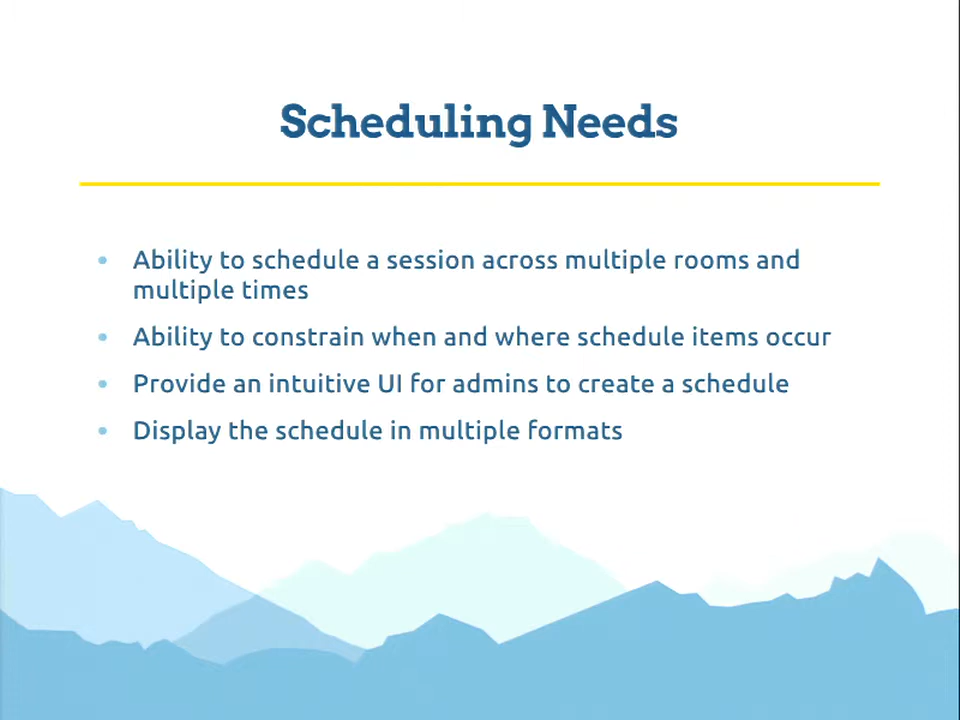 Scheduling Needs
• Ability to schedule a session across multiple rooms and
multiple times
• Ability to constrain when and where schedule items occur
• Provide an intuitive UI for admins to create a schedule
• Display the schedule in multiple formats